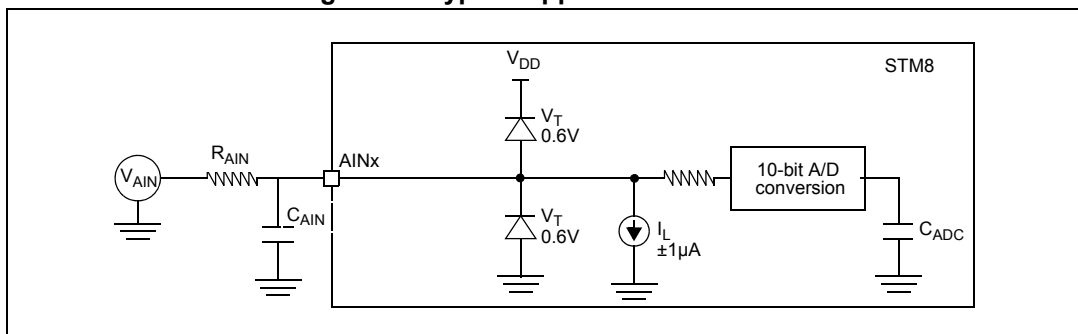 V_DD
STM8
V_T
0.6V
R_AIN
AINx
V_AIN
10-bit A/D
conversion
C_AIN
V_T
0.6V
I_L
±1µA
C_ADC